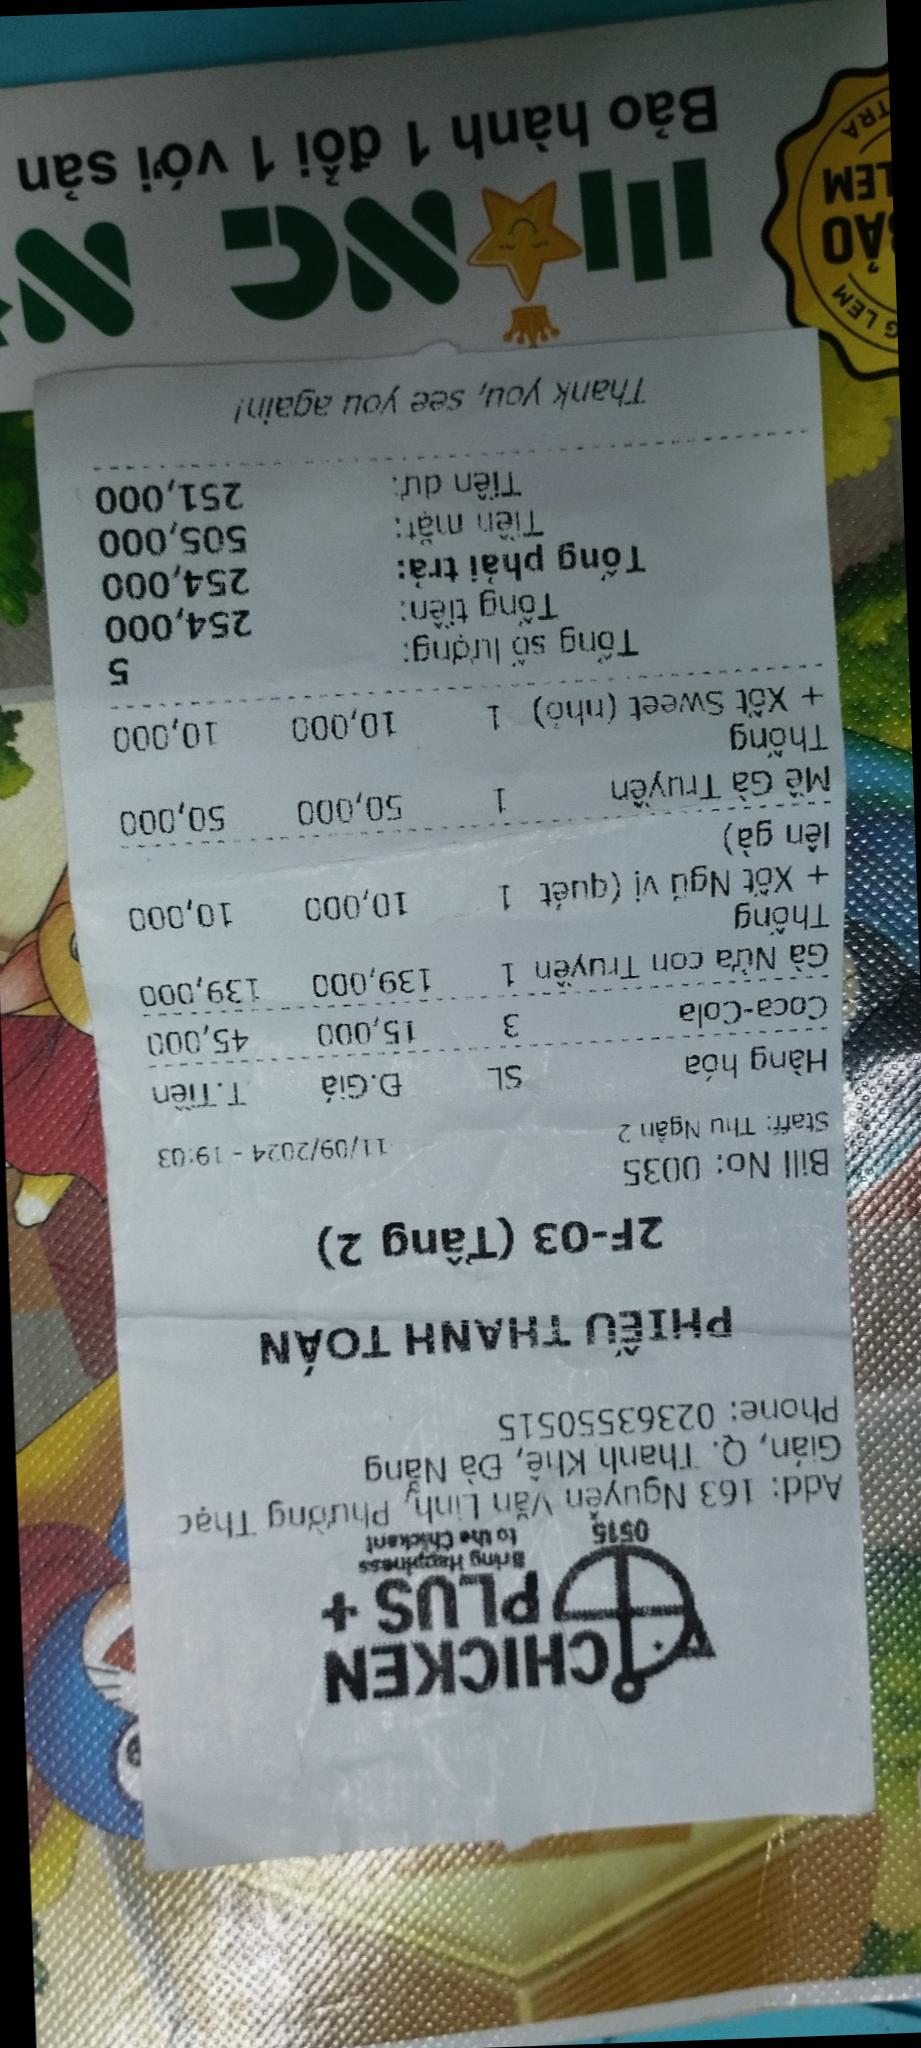 CHICKEN
PLUS +
Bring Happiness
to the Chickent
0515
Add: 163 Nguyễn Văn Linh, Phường Thạc
Gián, Q. Thanh Khê, Đà Nẵng
Phone: 02363550515
PHIẾU THANH TOÁN
2F-03 (Tầng 2)
Bill No: 0035
Staff: Thu Ngân 2 11/09/2024 - 19:03
Hàng hóa SL Đ.Giá T.Tiền
Coca-Cola 3 15,000 45,000
Gà Nửa con Truyền 1 139,000 139,000
Thống
+ Xốt Ngũ vị (quét 1 10,000 10,000
lên gà)
Mề Gà Truyền 1 50,000 50,000
Thống
+ Xốt Sweet (nhỏ) 1 10,000 10,000
Tổng số lượng: 5
Tổng tiền: 254,000
Tổng phải trả: 254,000
Tiền mặt: 505,000
Tiền dư: 251,000
Thank you, see you again!
G LEM
LEM
TRA
NG
Bảo hành 1 đổi 1 với sản